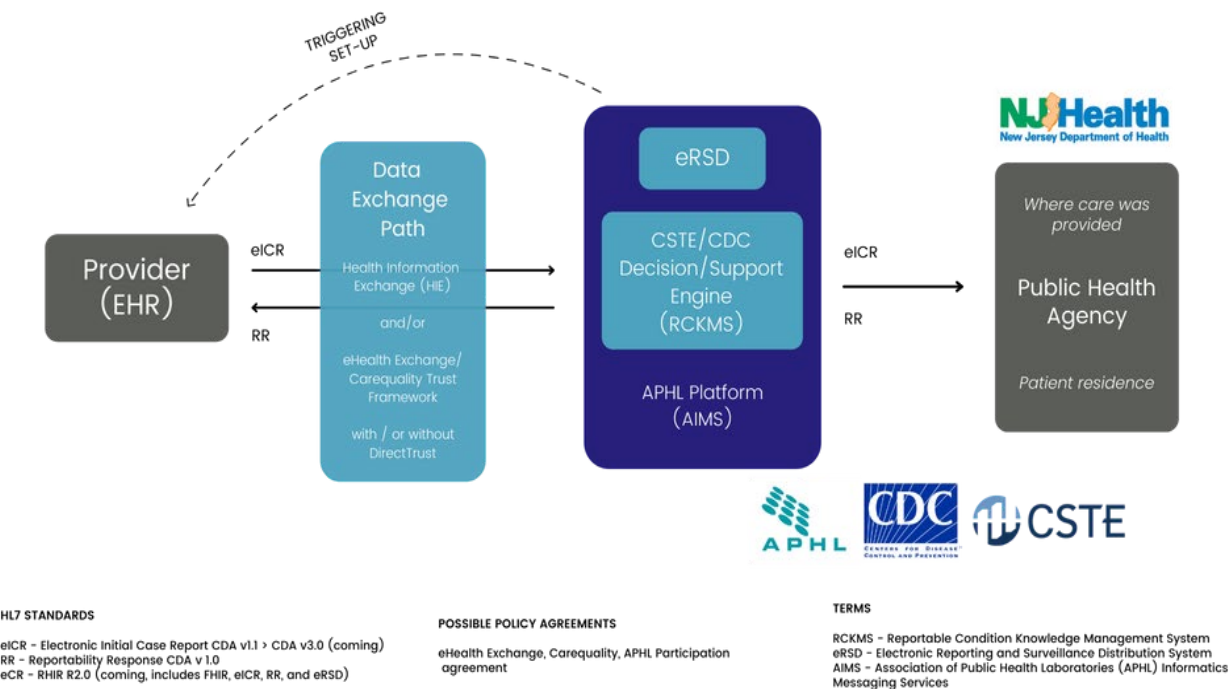 TRIGGERING
SET-UP
NJ Health
New Jersey Department of Health
Provider
(EHR)
eICR
RR
Data
Exchange
Path
Health Information
Exchange (HIE)
and/or
eHealth Exchange/
Carequality Trust
Framework
with / or without
DirectTrust
eRSD
CSTE/CDC
Decision/Support
Engine
(RCKMS)
APHL Platform
(AIMS)
eICR
RR
Where care was
provided
Public Health
Agency
Patient residence
APHL
CDC
CENTERS FOR DISEASE
CONTROL AND PREVENTION
CSTE
HL7 STANDARDS
eICR - Electronic Initial Case Report CDA v1.1 > CDA v3.0 (coming)
RR - Reportability Response CDA v 1.0
eCR - RHIR R2.0 (coming, includes FHIR, eICR, RR, and eRSD)
POSSIBLE POLICY AGREEMENTS
eHealth Exchange, Carequality, APHL Participation
agreement
TERMS
RCKMS - Reportable Condition Knowledge Management System
eRSD - Electronic Reporting and Surveillance Distribution System
AIMS - Association of Public Health Laboratories (APHL) Informatics
Messaging Services